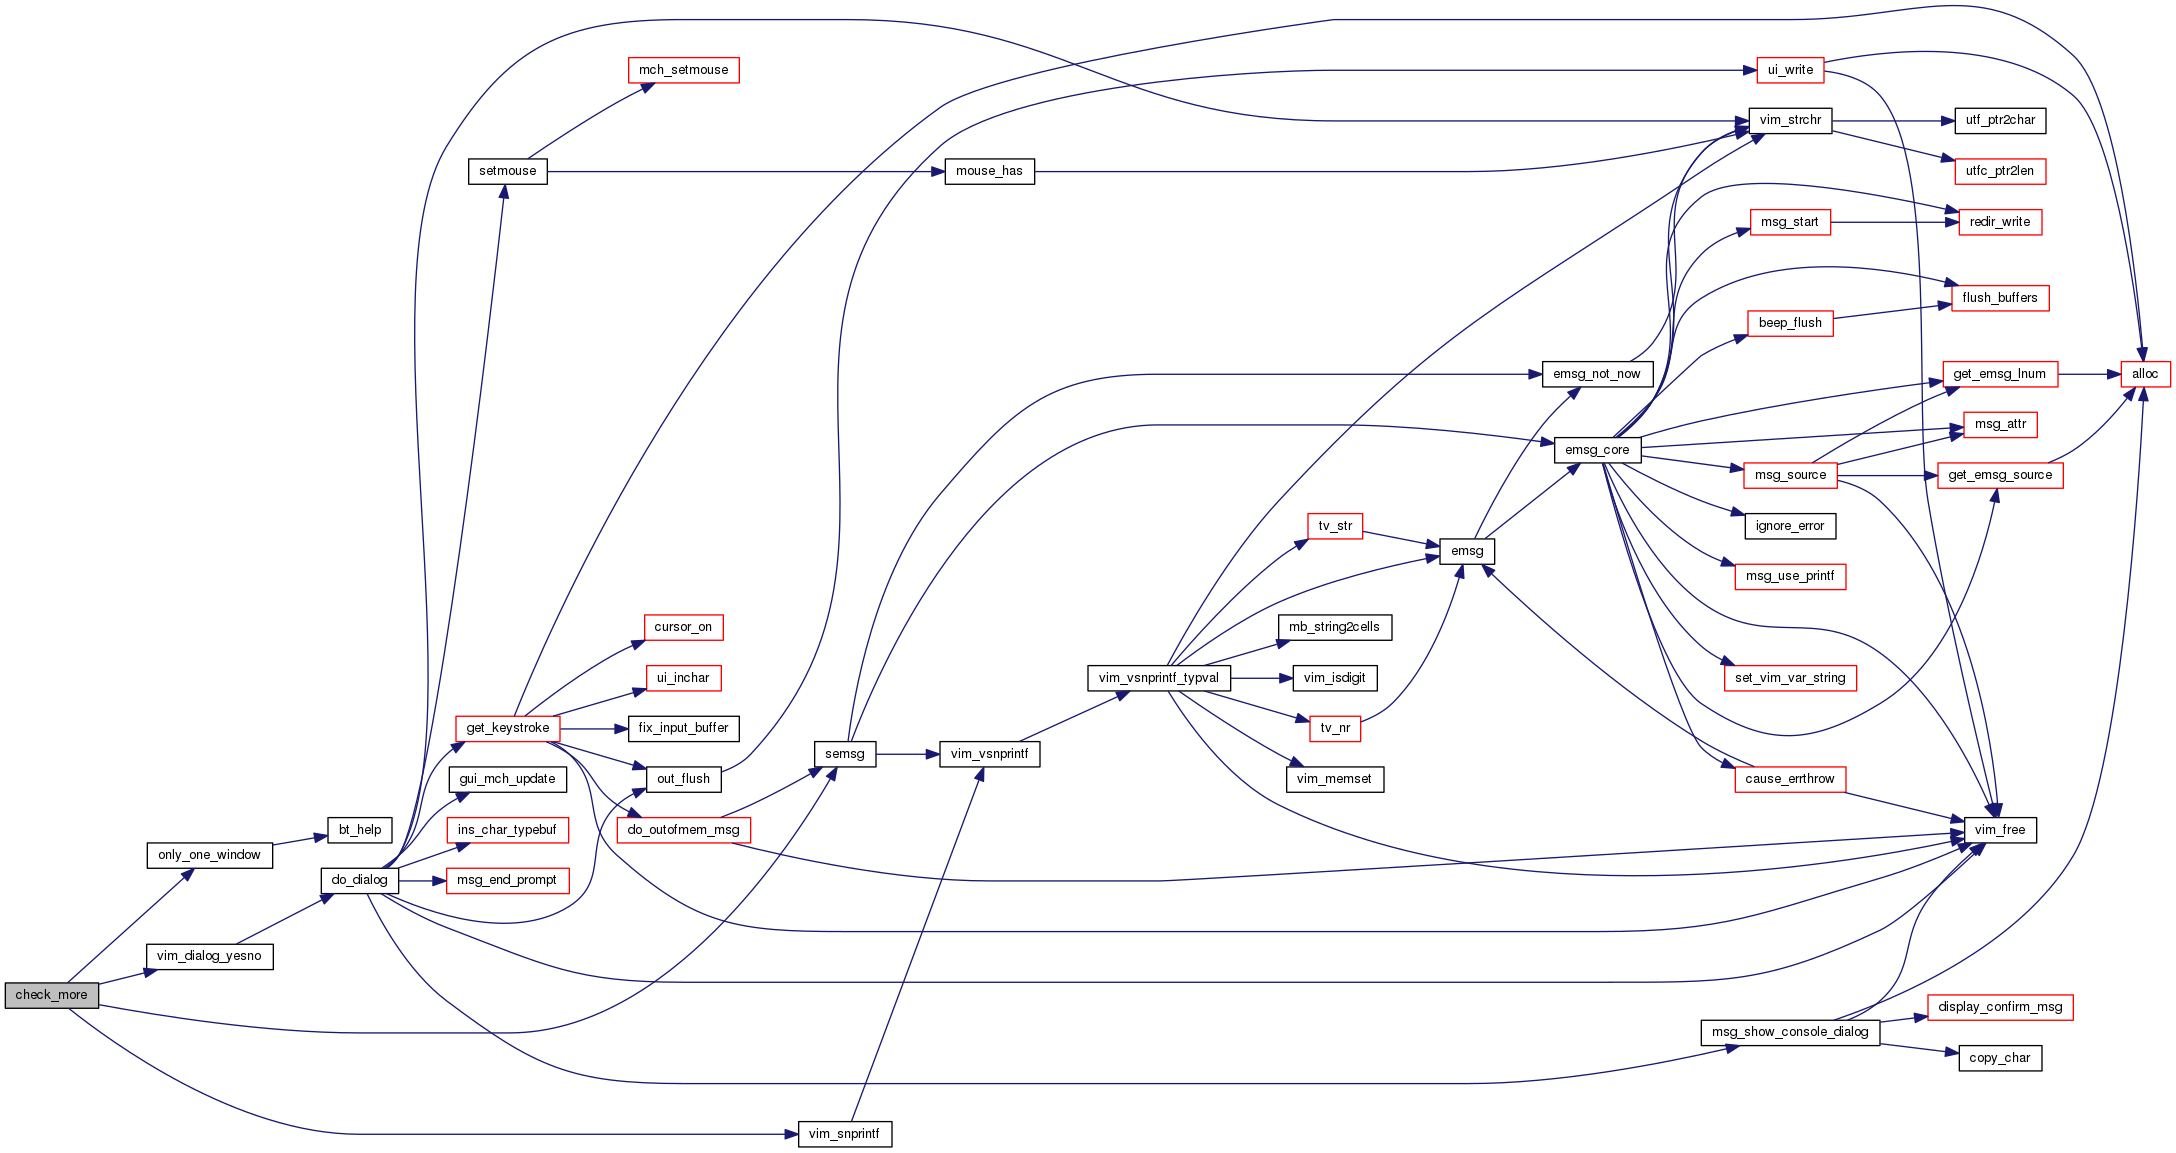 check_more
only_one_window
vim_dialog_yesno
bt_help
do_dialog
setmouse
get_keystroke
gui_mch_update
ins_char_typebuf
msg_end_prompt
mch_setmouse
cursor_on
ui_inchar
fix_input_buffer
out_flush
do_outofmem_msg
semsg
vim_snprintf
mouse_has
vim_vsnprintf
vim_vsnprintf_typval
tv_str
mb_string2cells
vim_isdigit
tv_nr
vim_memset
emsg
emsg_not_now
emsg_core
ui_write
vim_strchr
msg_start
beep_flush
msg_source
ignore_error
msg_use_printf
set_vim_var_string
cause_errthrow
msg_show_console_dialog
utf_ptr2char
utfc_ptr2len
redir_write
flush_buffers
get_emsg_lnum
msg_attr
get_emsg_source
vim_free
display_confirm_msg
copy_char
alloc